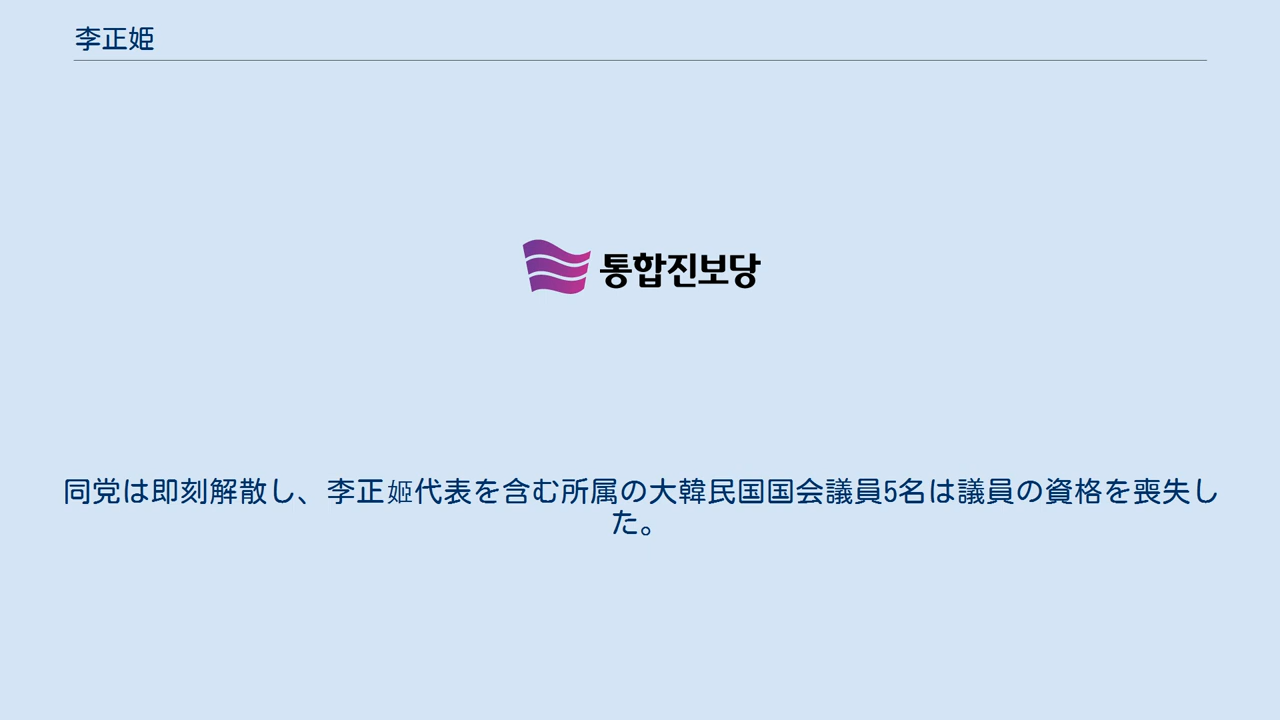 李正姫
통합진보당
同党は即刻解散し、李正姬代表を含む所属の大韓民国国会議員5名は議員の資格を喪失し
た。